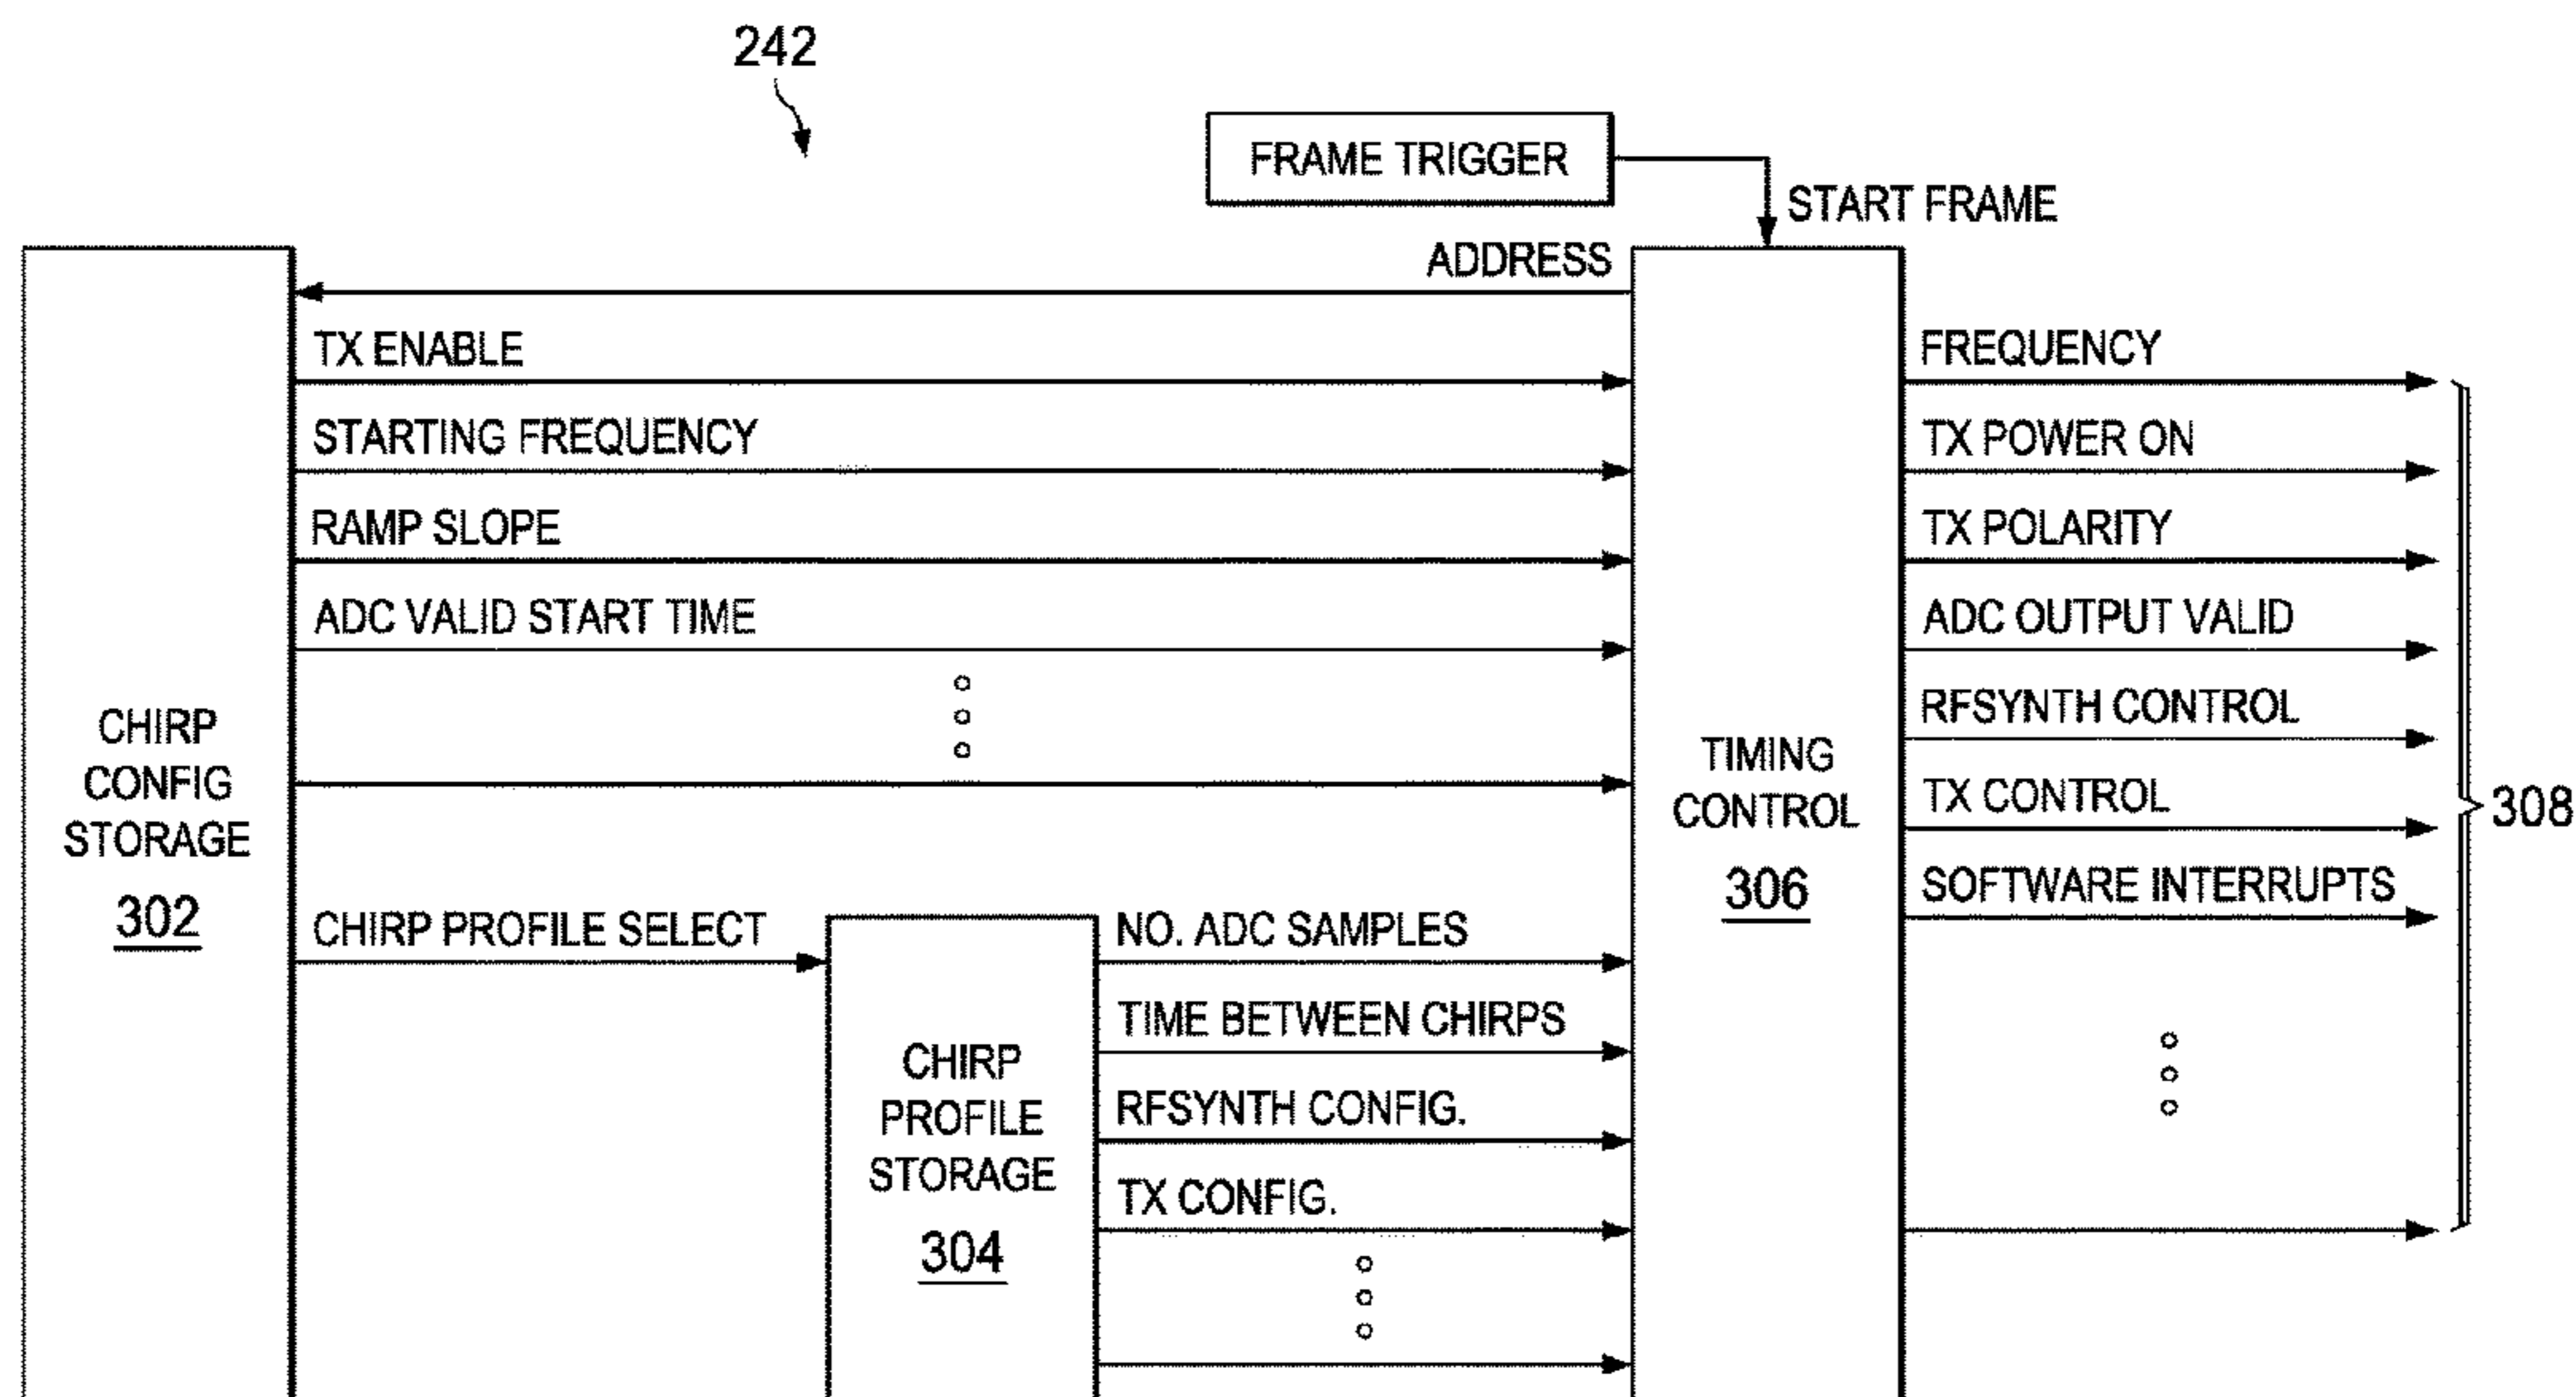 242
FRAME TRIGGER
START FRAME
ADDRESS
TX ENABLE
STARTING FREQUENCY
RAMP SLOPE
ADC VALID START TIME
CHIRP
CONFIG
STORAGE
302
CHIRP PROFILE SELECT
CHIRP
PROFILE
STORAGE
304
NO. ADC SAMPLES
TIME BETWEEN CHIRPS
RFSYNTH CONFIG.
TX CONFIG.
TIMING
CONTROL
306
FREQUENCY
TX POWER ON
TX POLARITY
ADC OUTPUT VALID
RFSYNTH CONTROL
TX CONTROL
SOFTWARE INTERRUPTS
308